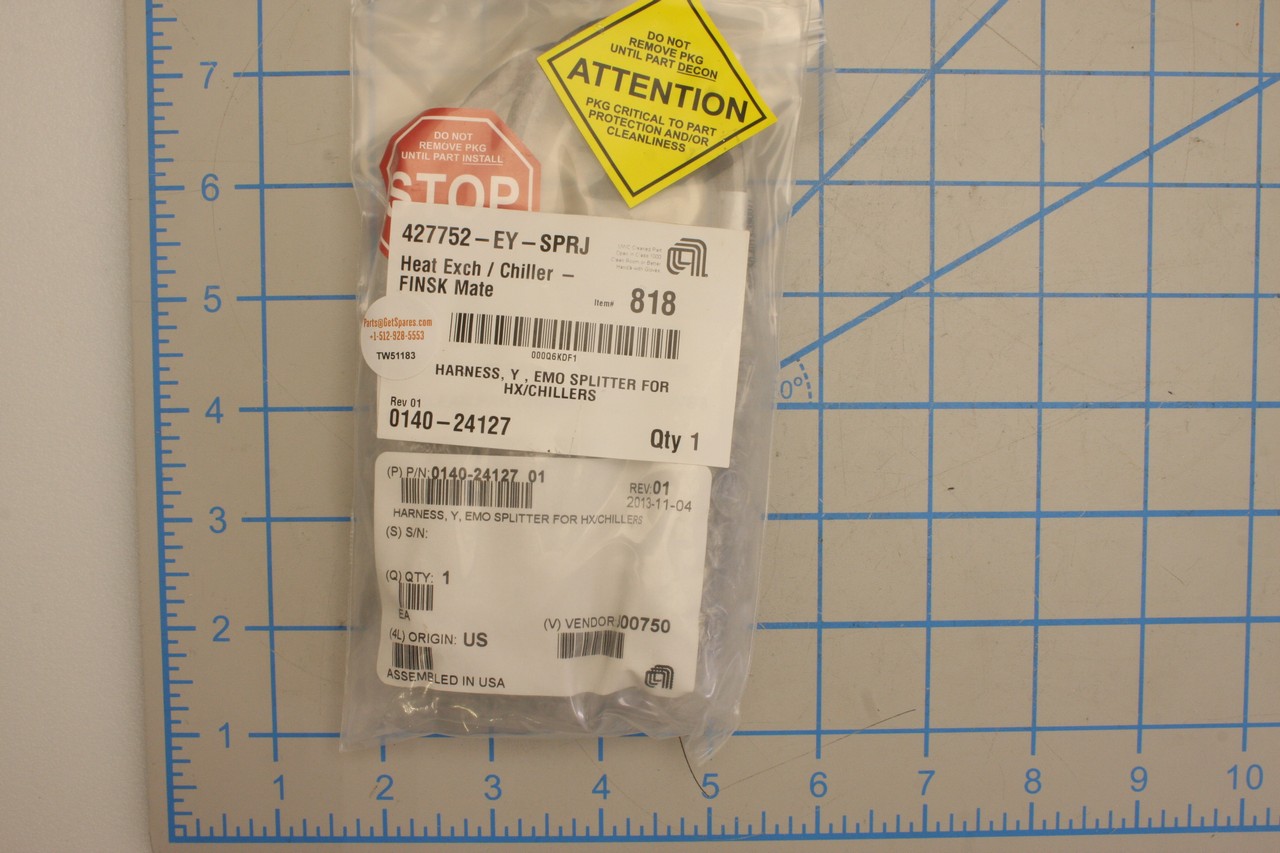 DO NOT
REMOVE PKG
UNTIL PART DECON
ATTENTION
PKG CRITICAL TO PART
PROTECTION AND/OR
CLEANLINESS
DO NOT
REMOVE PKG
UNTIL PART INSTALL
STOP
427752-EY-SPRJ
Heat Exch / Chiller -
FINSK Mate
Item# 818
000Q6KDF1
Parts@GetSpares.com
+1-512-928-5553
TW51183
HARNESS, Y , EMO SPLITTER FOR
HX/CHILLERS
Rev 01
0140-24127
Qty 1
(P) P/N:0140-24127 01
REV:01
2013-11-04
HARNESS, Y, EMO SPLITTER FOR HX/CHILLERS
(S) S/N:
(Q) QTY: 1
EA
(V) VENDOR:J00750
(4L) ORIGIN: US
ASSEMBLED IN USA
7
6
5
4
3
2
1
0°
1 2 3 4 5 6 7 8 9 10